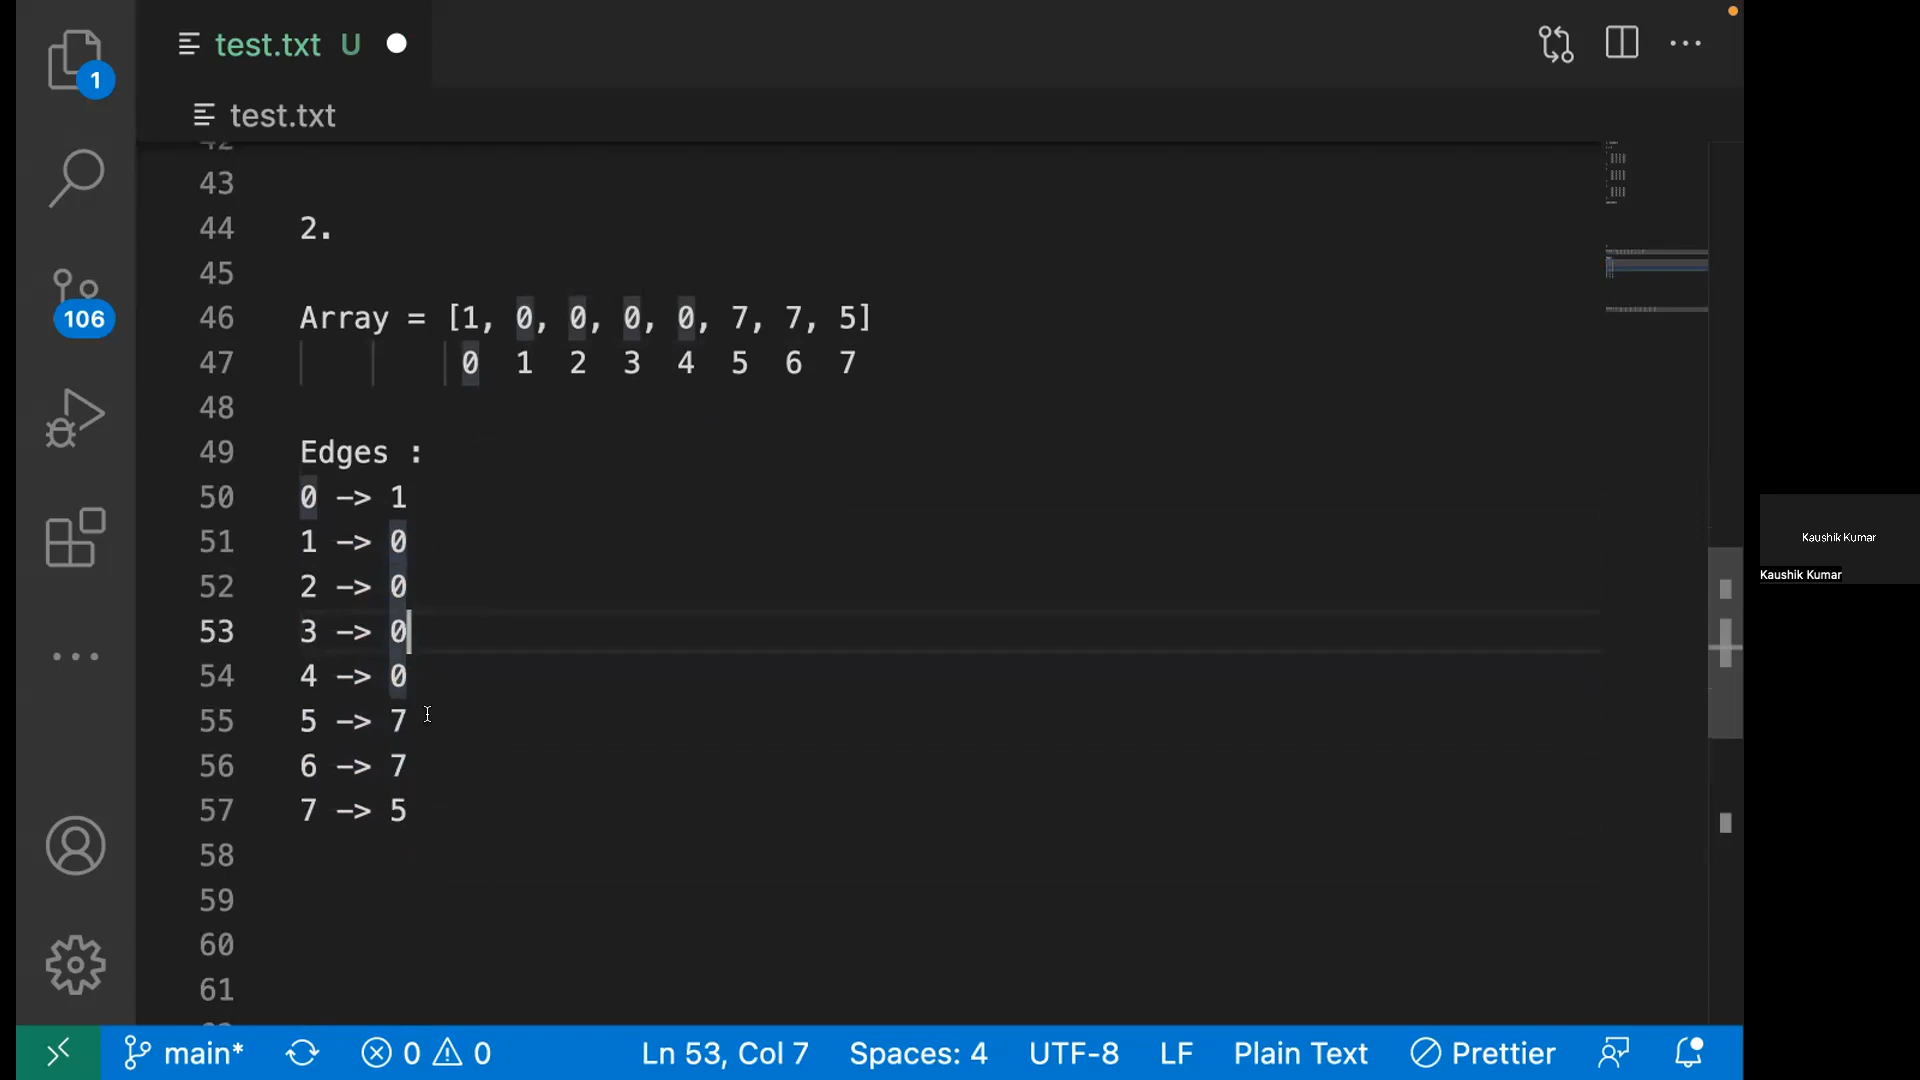 1
test.txt U
test.txt
42
43
44 2.
45
106
46 Array = [1, 0, 0, 0, 0, 7, 7, 5]
47 0 1 2 3 4 5 6 7
48
49 Edges :
50 0 -> 1
51 1 -> 0
52 2 -> 0
53 3 -> 0
54 4 -> 0
55 5 -> 7
56 6 -> 7
57 7 -> 5
58
59
60
61
Kaushik Kumar
Kaushik Kumar
main* 0 0 Ln 53, Col 7 Spaces: 4 UTF-8 LF Plain Text Prettier